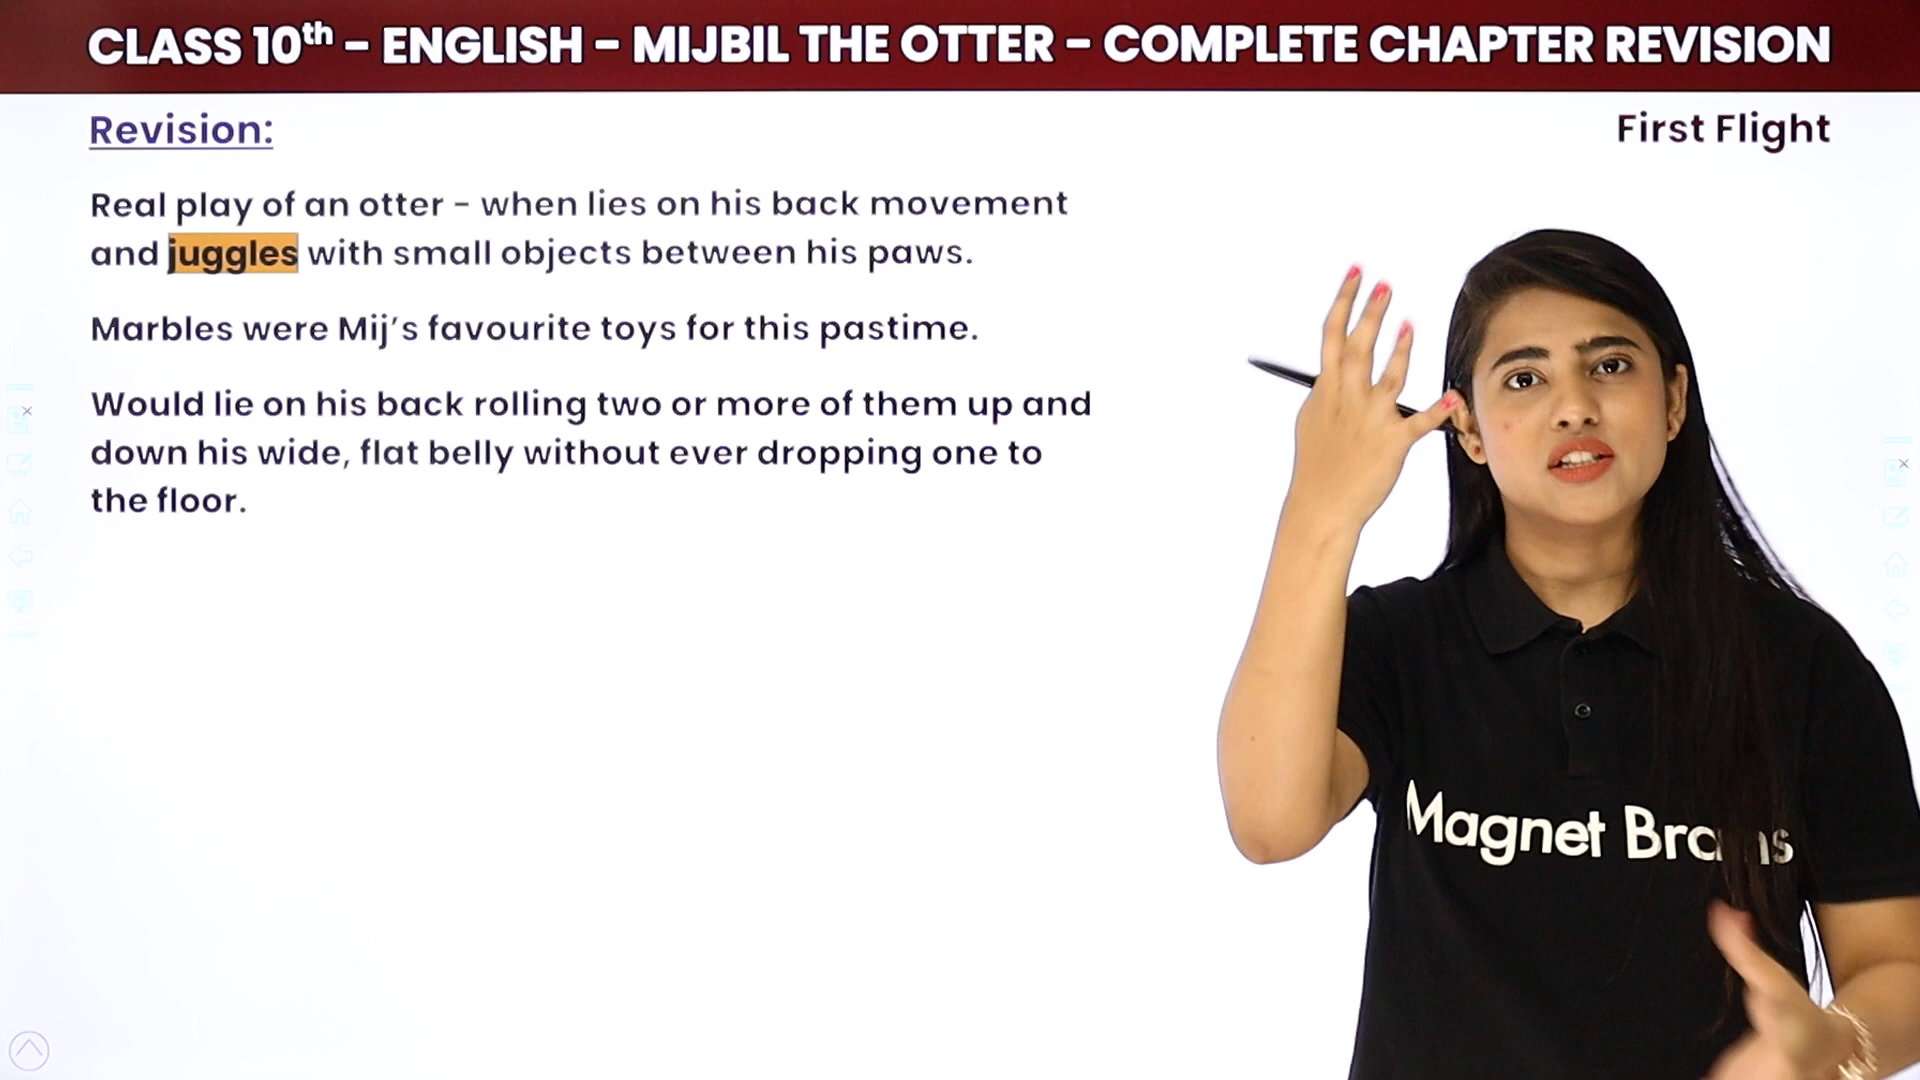 CLASS 10th – ENGLISH – MIJBIL THE OTTER – COMPLETE CHAPTER REVISION
Revision:
First Flight
Real play of an otter – when lies on his back movement
and juggles with small objects between his paws.
Marbles were Mij’s favourite toys for this pastime.
Would lie on his back rolling two or more of them up and
down his wide, flat belly without ever dropping one to
the floor.
Magnet Bra ns